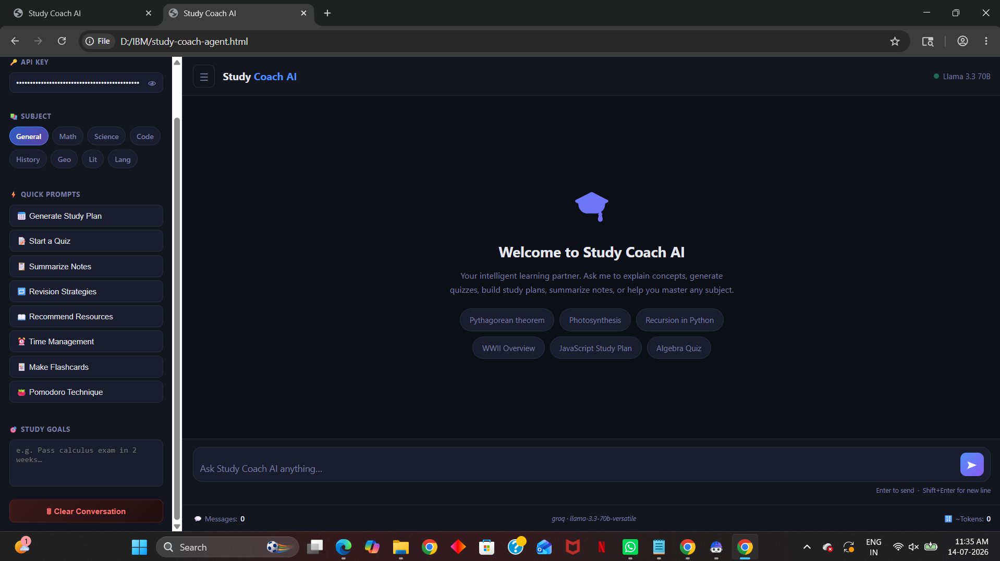 Study Coach AI
Study Coach AI
File
D:/IBM/study-coach-agent.html
API KEY
••••••••••••••••••••••••••••••••••••••••••••••
SUBJECT
General Math Science Code
History Geo Lit Lang
QUICK PROMPTS
Generate Study Plan
Start a Quiz
Summarize Notes
Revision Strategies
Recommend Resources
Time Management
Make Flashcards
Pomodoro Technique
STUDY GOALS
e.g. Pass calculus exam in 2
weeks…
Clear Conversation
Study Coach AI
Llama 3.3 70B
Welcome to Study Coach AI
Your intelligent learning partner. Ask me to explain concepts, generate
quizzes, build study plans, summarize notes, or help you master any subject.
Pythagorean theorem Photosynthesis Recursion in Python
WWII Overview JavaScript Study Plan Algebra Quiz
Ask Study Coach AI anything...
Enter to send · Shift+Enter for new line
Messages: 0
groq · llama-3.3-70b-versatile
~Tokens: 0
1
Search
ENG
IN
11:35 AM
14-07-2026